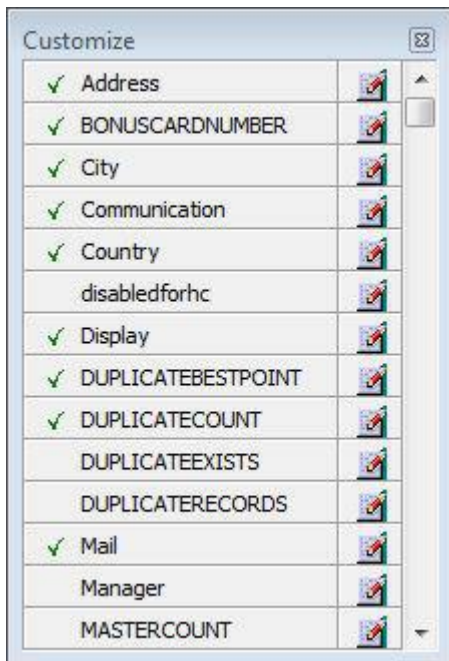 Customize
Address
BONUSCARDNUMBER
City
Communication
Country
disabledforhc
Display
DUPLICATEBESTPOINT
DUPLICATECOUNT
DUPLICATEEXISTS
DUPLICATERECORDS
Mail
Manager
MASTERCOUNT